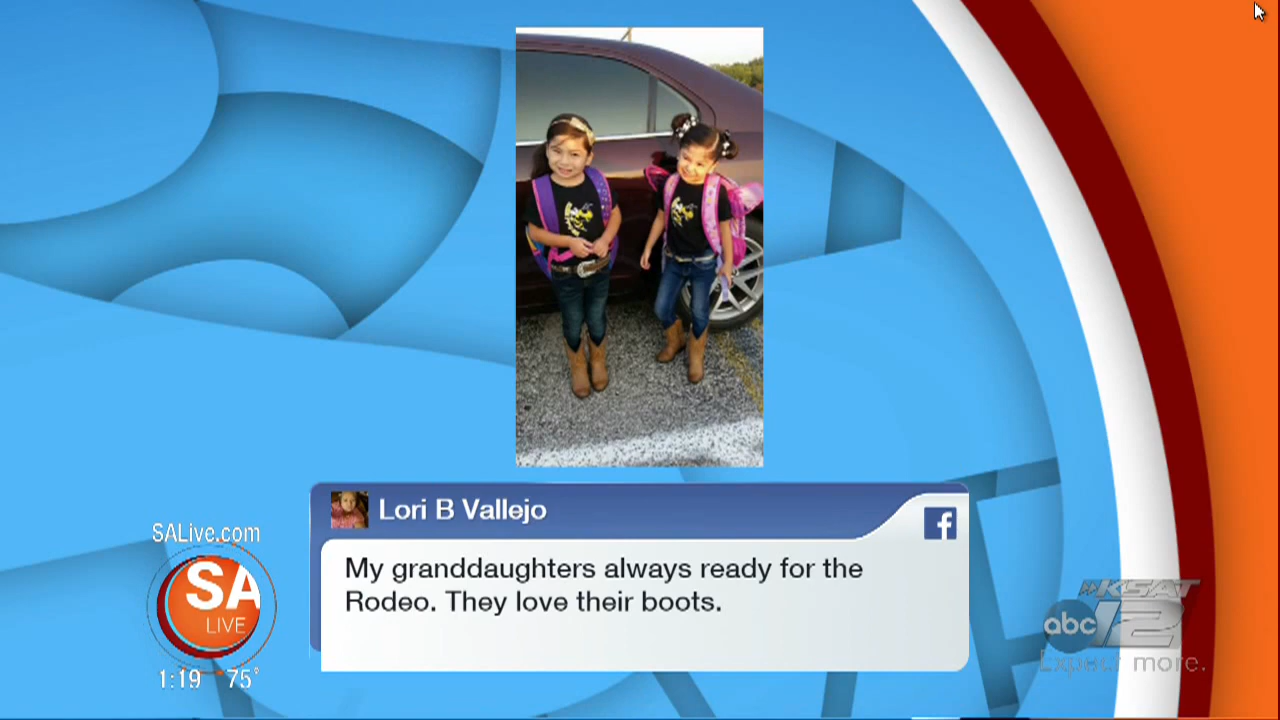 Lori B Vallejo
f
My granddaughters always ready for the
Rodeo. They love their boots.
SALive.com
SA
LIVE
1:19 75°
KSAT
abc 12
Expect more.